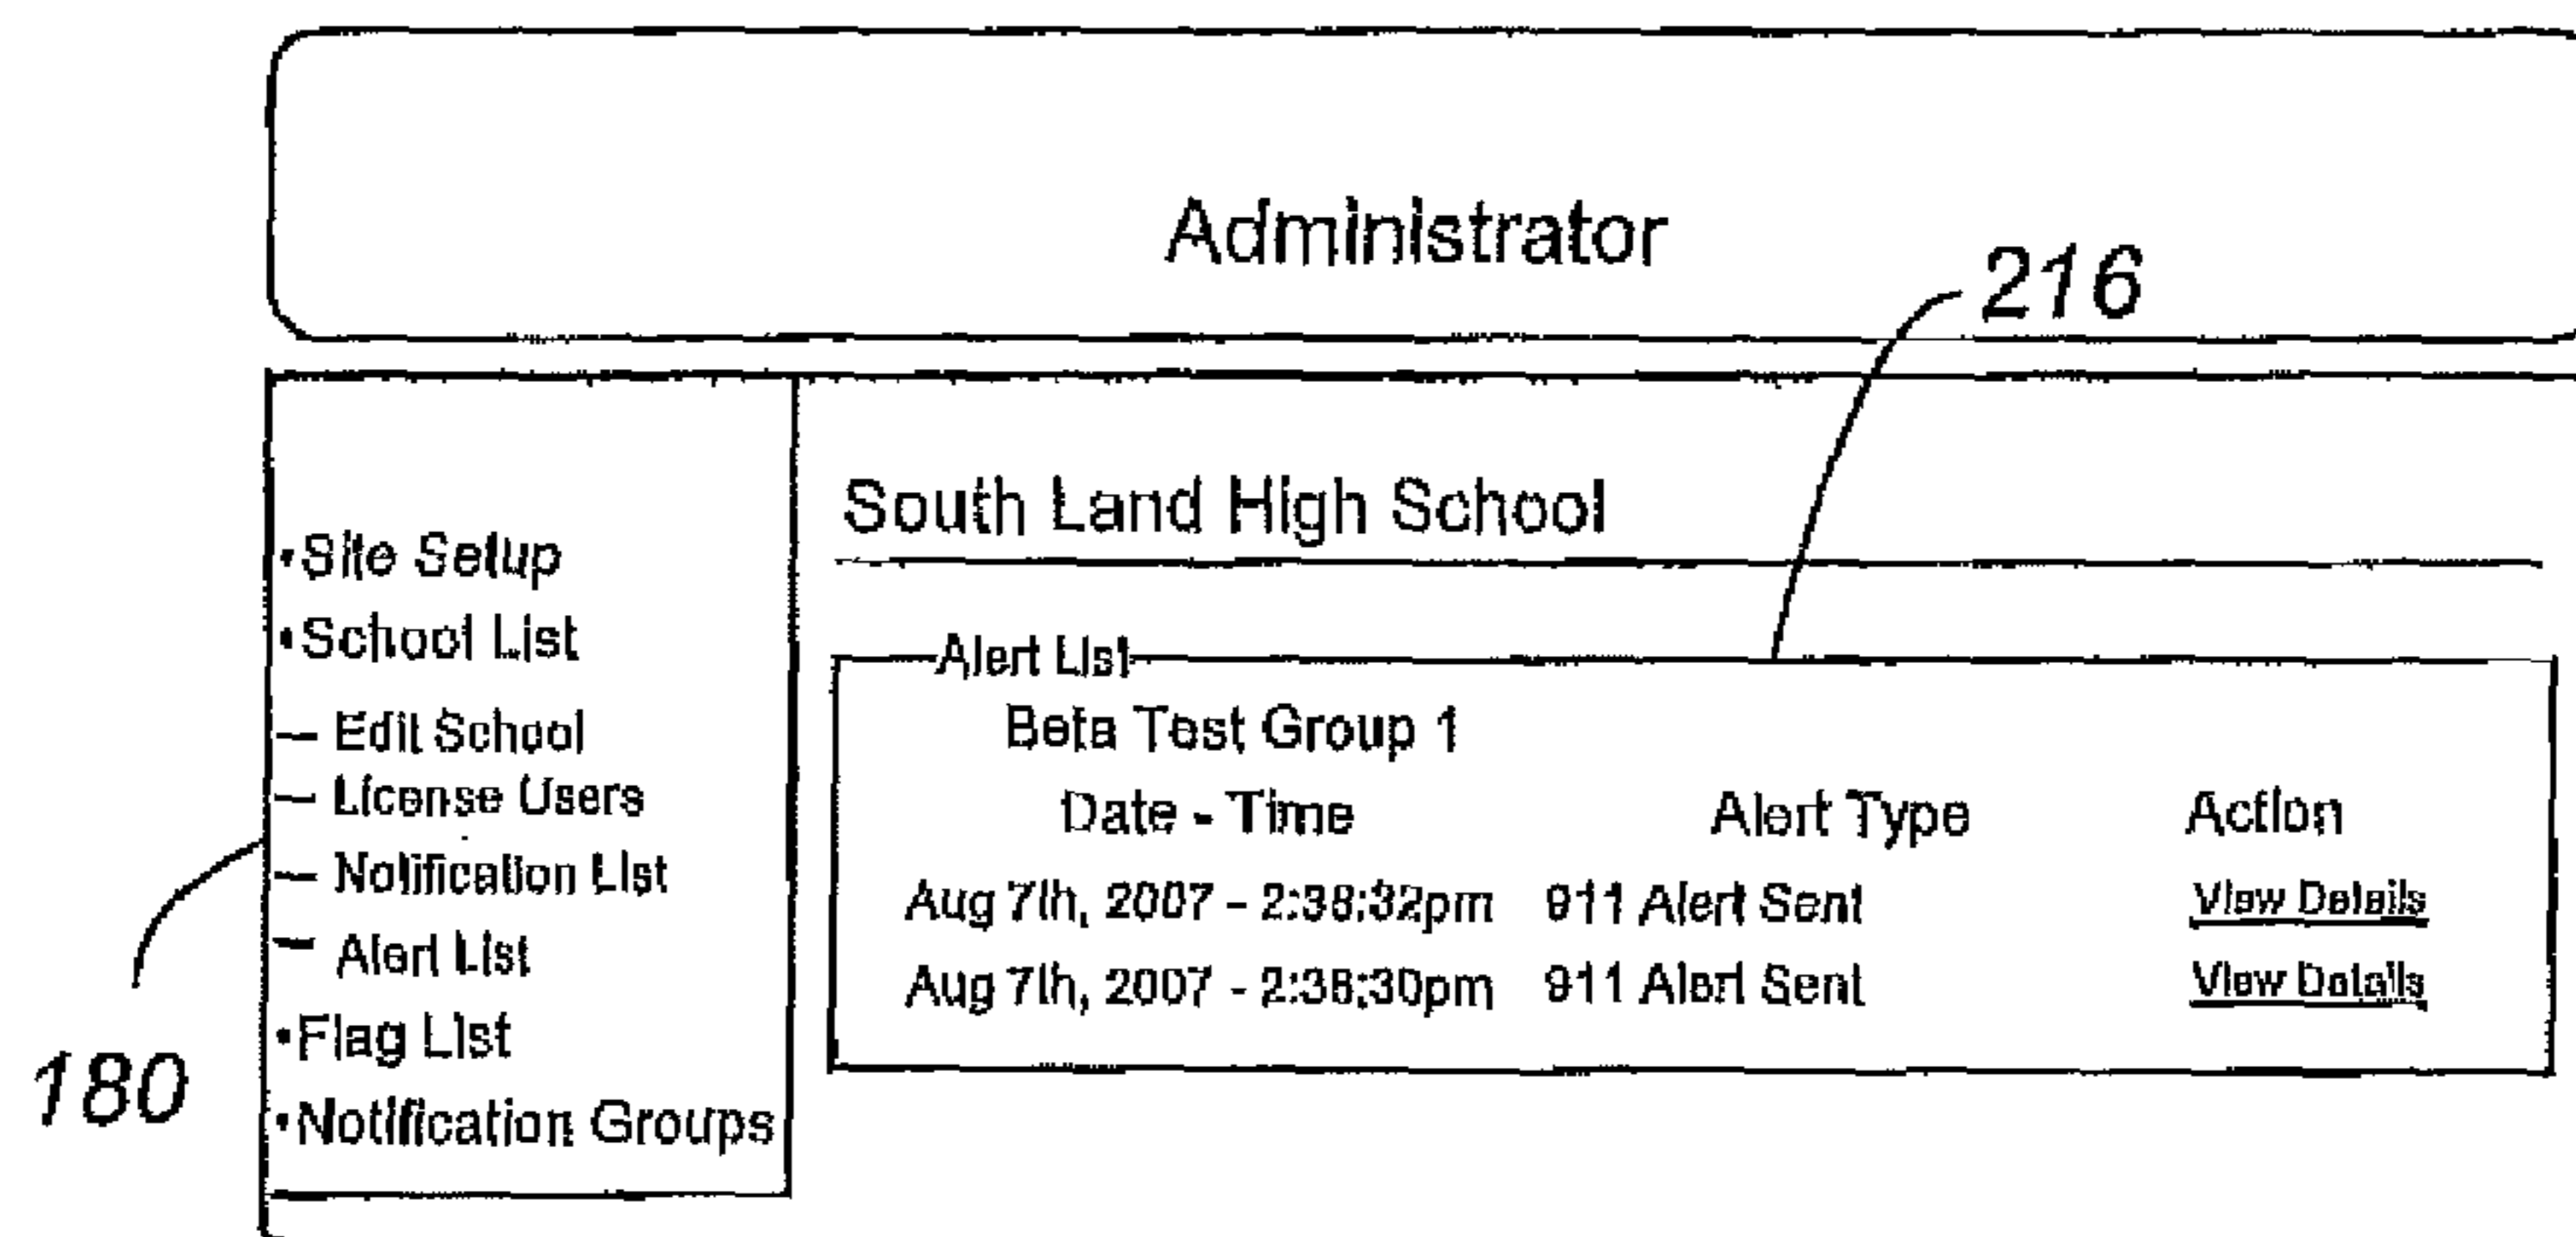 Administrator
216
South Land High School
•Site Setup
•School List
— Edit School
— License Users
— Notification List
— Alert List
•Flag List
•Notification Groups
180
Alert List
Beta Test Group 1
Date - Time Alert Type Action
Aug 7th, 2007 - 2:38:32pm 911 Alert Sent View Details
Aug 7th, 2007 - 2:38:30pm 911 Alert Sent View Details